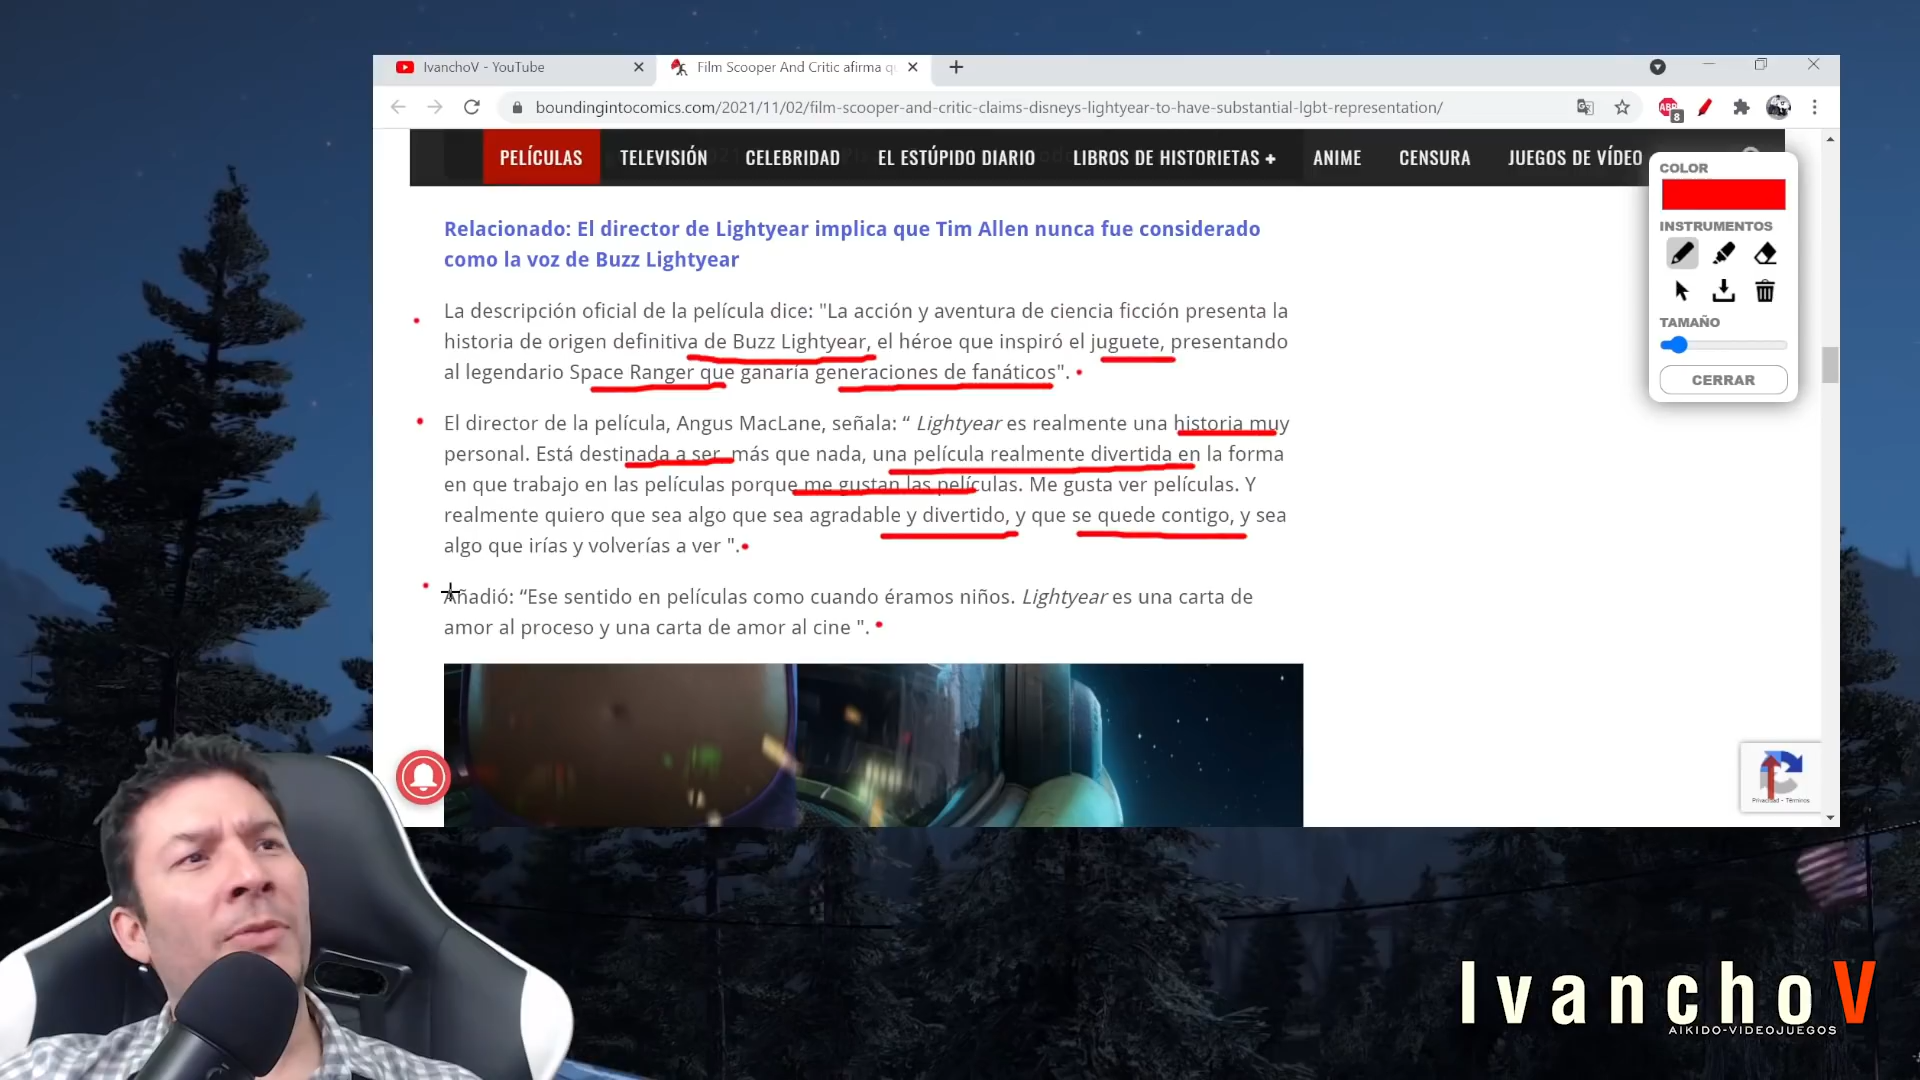 IvanchoV - YouTube
Film Scooper And Critic afirma qu
boundingintocomics.com/2021/11/02/film-scooper-and-critic-claims-disneys-lightyear-to-have-substantial-lgbt-representation/
ABP
8
PELÍCULAS TELEVISIÓN CELEBRIDAD EL ESTÚPIDO DIARIO LIBROS DE HISTORIETAS + ANIME CENSURA JUEGOS DE VÍDEO
COLOR
INSTRUMENTOS
TAMAÑO
CERRAR
Relacionado: El director de Lightyear implica que Tim Allen nunca fue considerado
como la voz de Buzz Lightyear
La descripción oficial de la película dice: "La acción y aventura de ciencia ficción presenta la
historia de origen definitiva de Buzz Lightyear, el héroe que inspiró el juguete, presentando
al legendario Space Ranger que ganaría generaciones de fanáticos".
El director de la película, Angus MacLane, señala: “ Lightyear es realmente una historia muy
personal. Está destinada a ser, más que nada, una película realmente divertida en la forma
en que trabajo en las películas porque me gustan las películas. Me gusta ver películas. Y
realmente quiero que sea algo que sea agradable y divertido, y que se quede contigo, y sea
algo que irías y volverías a ver ".
Añadió: “Ese sentido en películas como cuando éramos niños. Lightyear es una carta de
amor al proceso y una carta de amor al cine ".
Privacidad - Términos
IvanchoV
AIKIDO-VIDEOJUEGOS